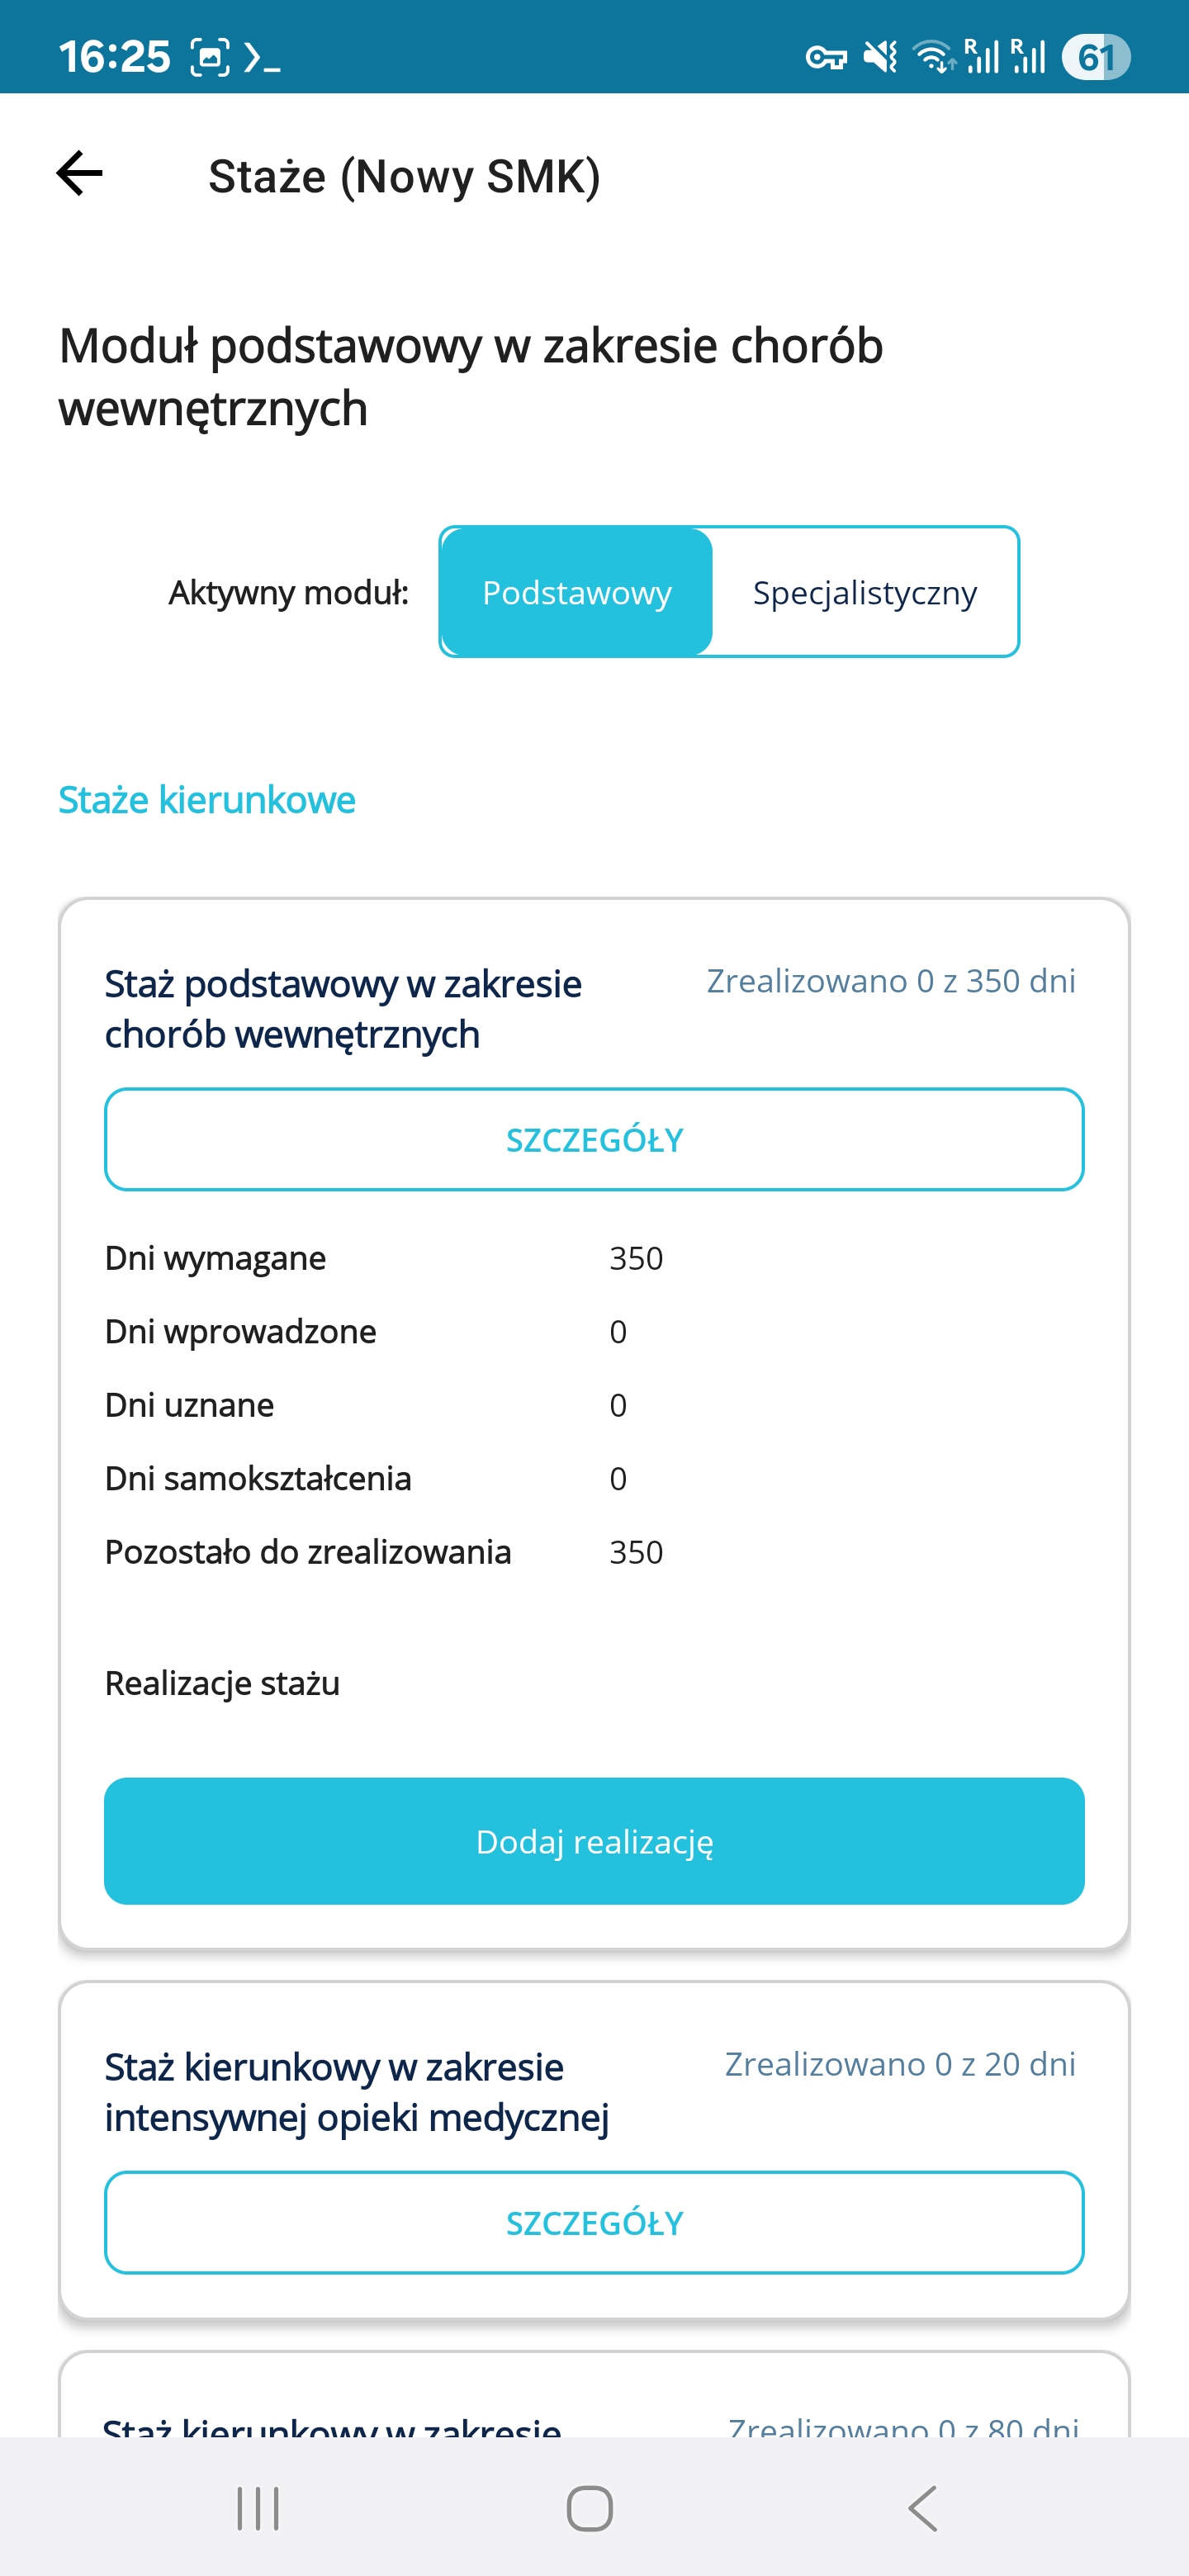 16:25
R R 61
Staże (Nowy SMK)
Moduł podstawowy w zakresie chorób
wewnętrznych
Aktywny moduł: Podstawowy Specjalistyczny
Staże kierunkowe
Staż podstawowy w zakresie Zrealizowano 0 z 350 dni
chorób wewnętrznych
SZCZEGÓŁY
Dni wymagane 350
Dni wprowadzone 0
Dni uznane 0
Dni samokształcenia 0
Pozostało do zrealizowania 350
Realizacje stażu
Dodaj realizację
Staż kierunkowy w zakresie Zrealizowano 0 z 20 dni
intensywnej opieki medycznej
SZCZEGÓŁY
Staż kierunkowy w zakresie Zrealizowano 0 z 80 dni